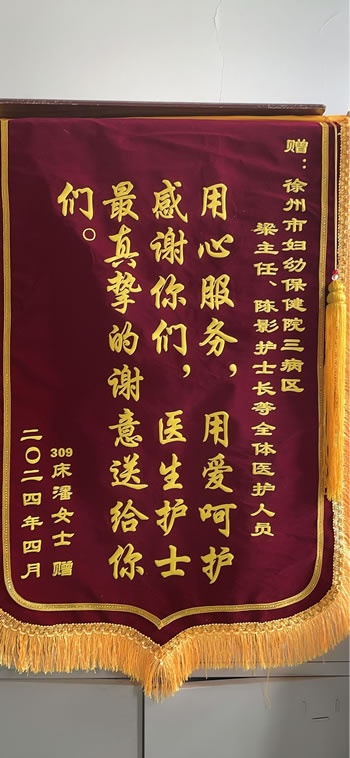 赠：徐州市妇幼保健院三病区
梁主任、陈影护士长等全体医护人员
用心服务，用爱呵护
感谢你们，医生护士
最真挚的谢意送给你
们。
309床潘女士 赠
二〇二四年四月